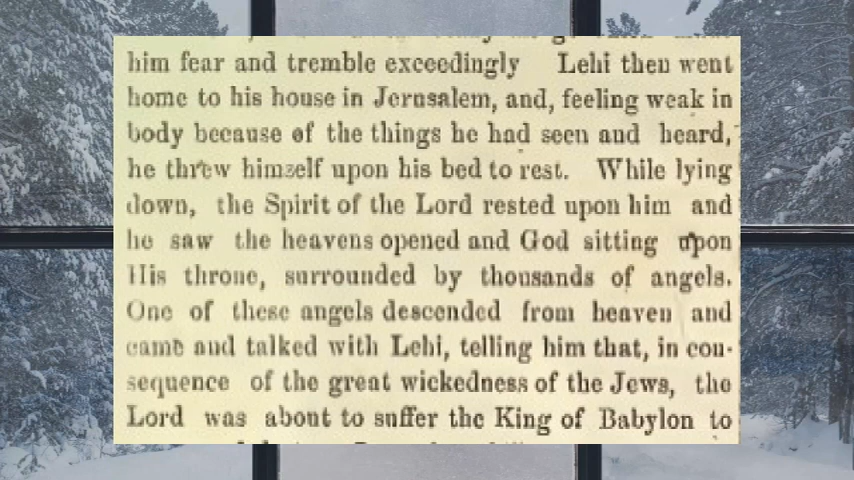 him fear and tremble exceedingly Lehi then went
home to his house in Jerusalem, and, feeling weak in
body because of the things he had seen and heard,
he threw himself upon his bed to rest. While lying
down, the Spirit of the Lord rested upon him and
he saw the heavens opened and God sitting upon
His throne, surrounded by thousands of angels.
One of these angels descended from heaven and
came and talked with Lehi, telling him that, in con-
sequence of the great wickedness of the Jews, the
Lord was about to suffer the King of Babylon to